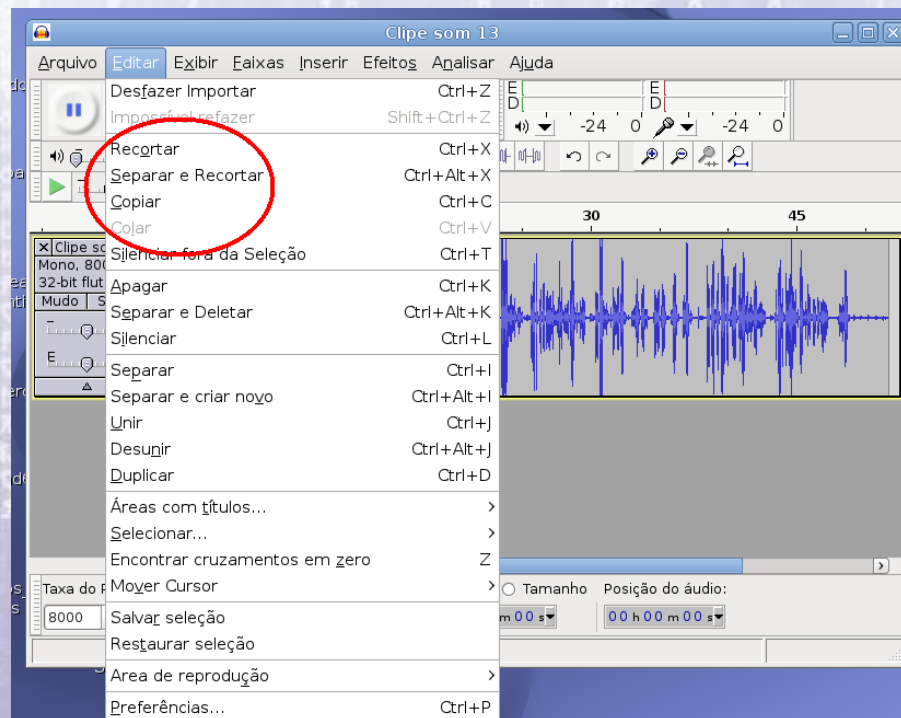 Clipe som 13
Arquivo Editar Exibir Faixas Inserir Efeitos Analisar Ajuda
Desfazer Importar Ctrl+Z
Impossível refazer Shift+Ctrl+Z
E E
D D
-24 0 -24 0
Recortar Ctrl+X
Separar e Recortar Ctrl+Alt+X
Copiar Ctrl+C
Colar Ctrl+V
30 45
Silenciar fora da Seleção Ctrl+T
Clipe
Mono,
32-bit
Mudo
E
Apagar Ctrl+K
Separar e Deletar Ctrl+Alt+K
Silenciar Ctrl+L
Separar Ctrl+I
Separar e criar novo Ctrl+Alt+I
Unir Ctrl+J
Desunir Ctrl+Alt+J
Duplicar Ctrl+D
Áreas com títulos...
Selecionar...
Encontrar cruzamentos em zero Z
Mover Cursor
Taxa do Tamanho Posição do áudio:
8000 m 00 s 00 h 00 m 00 s
Salvar seleção
Restaurar seleção
Area de reprodução
Preferências... Ctrl+P